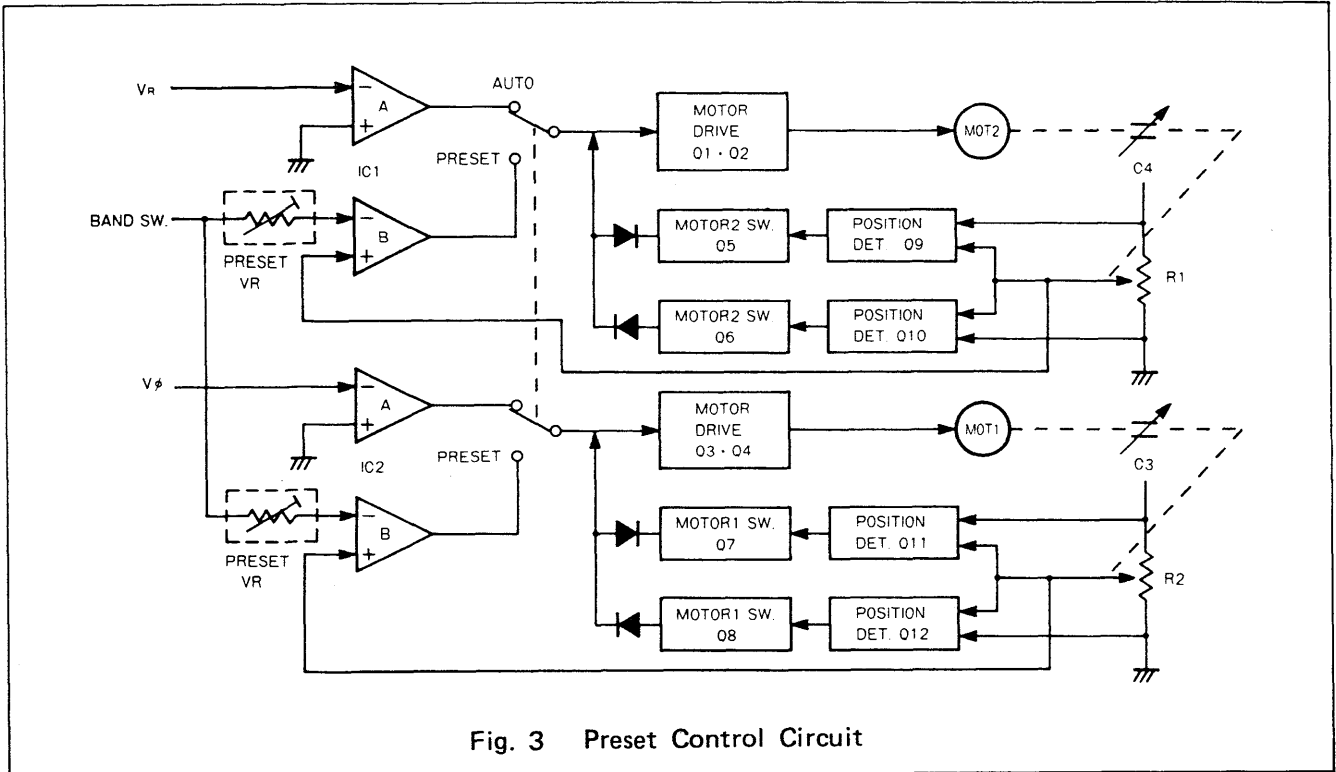 VR
- A +
IC1
AUTO
PRESET
MOTOR
DRIVE
Q1 · Q2
MOT2
C4
BAND SW.
PRESET
VR
- B +
MOTOR2 SW.
Q5
POSITION
DET. Q9
R1
MOTOR2 SW.
Q6
POSITION
DET. Q10
Vφ
- A +
IC2
PRESET
MOTOR
DRIVE
Q3 · Q4
MOT1
C3
PRESET
VR
- B +
MOTOR1 SW.
Q7
POSITION
DET. Q11
R2
MOTOR1 SW.
Q8
POSITION
DET. Q12
Fig. 3 Preset Control Circuit